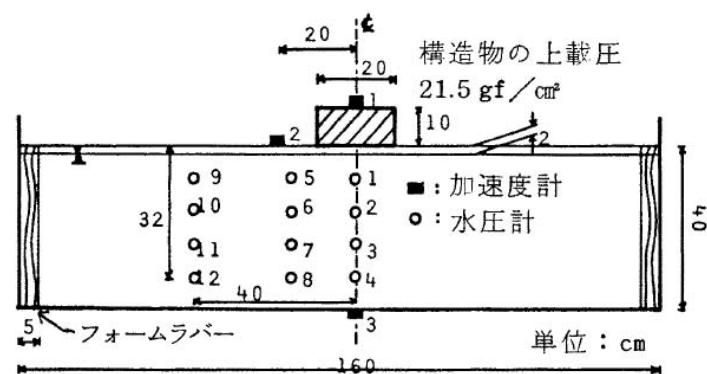 ℄
20
20
構造物の上載圧
21.5 gf/cm²
1
10
2
2
9 5 1
■:加速度計
10 6 2
○:水圧計
32
11 7 3
40
12 8 4
40
3
5
フォームラバー
単位:cm
160